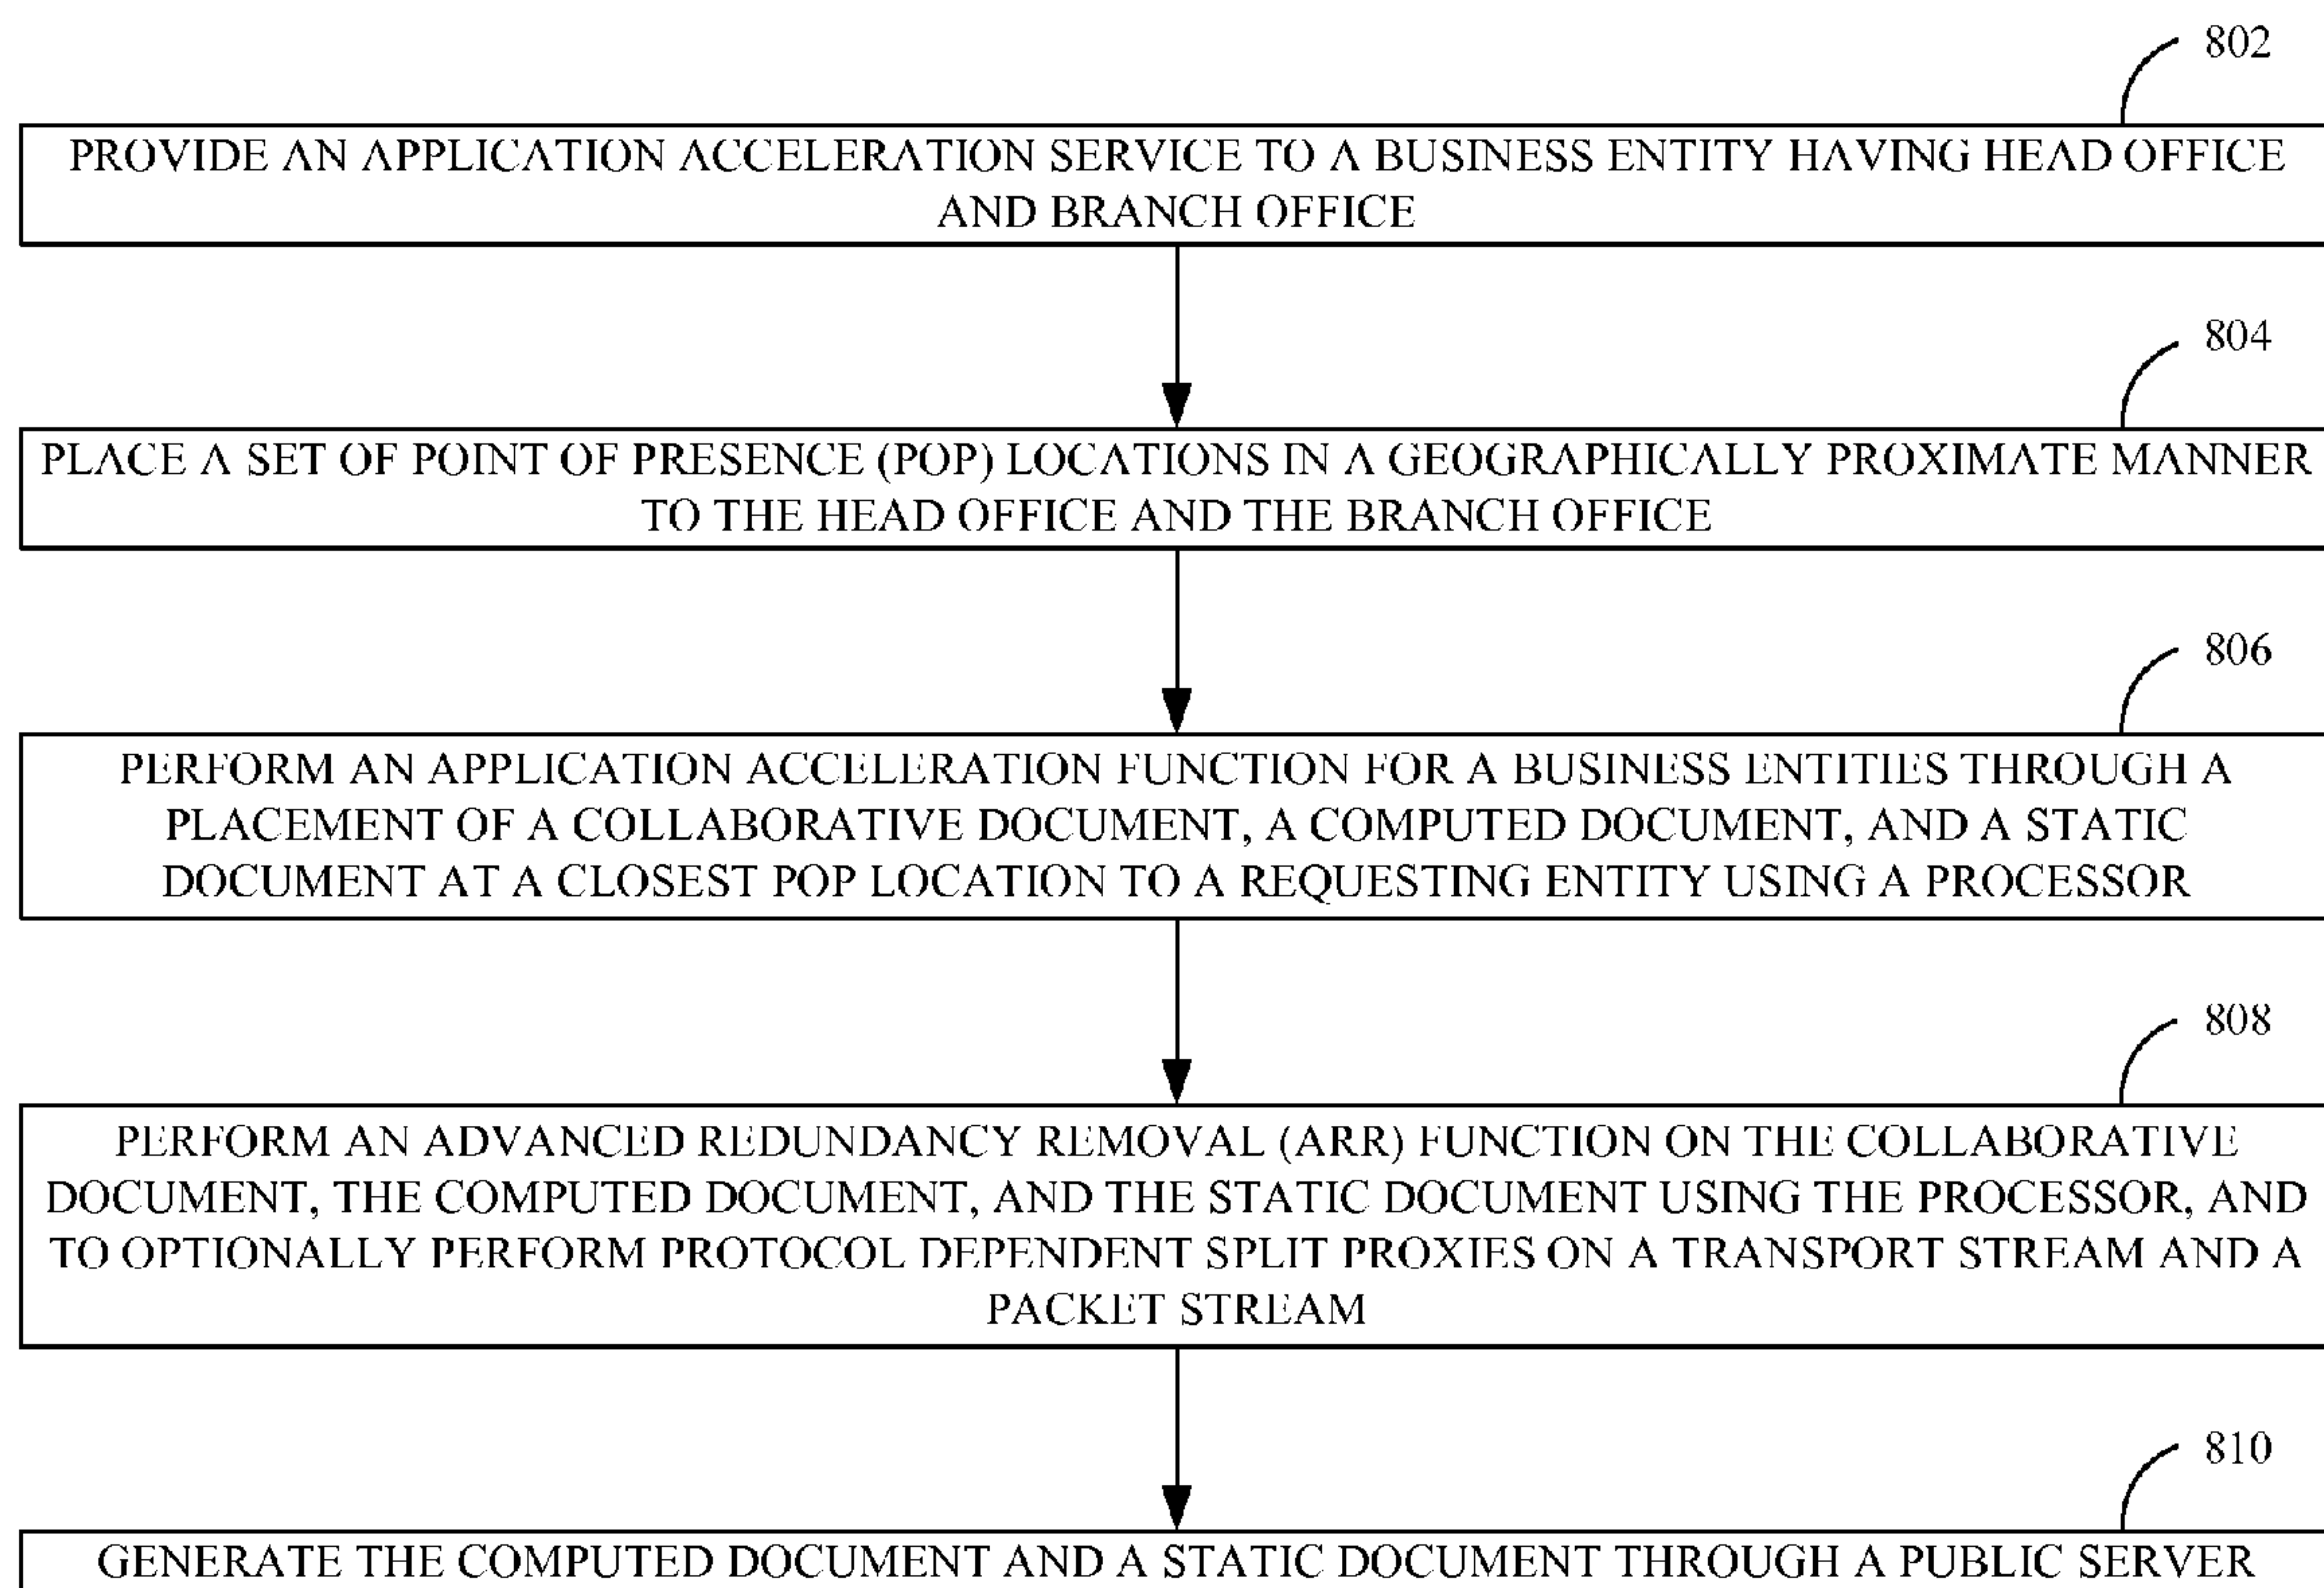 802
PROVIDE AN APPLICATION ACCELERATION SERVICE TO A BUSINESS ENTITY HAVING HEAD OFFICE
AND BRANCH OFFICE
804
PLACE A SET OF POINT OF PRESENCE (POP) LOCATIONS IN A GEOGRAPHICALLY PROXIMATE MANNER
TO THE HEAD OFFICE AND THE BRANCH OFFICE
806
PERFORM AN APPLICATION ACCELERATION FUNCTION FOR A BUSINESS ENTITIES THROUGH A
PLACEMENT OF A COLLABORATIVE DOCUMENT, A COMPUTED DOCUMENT, AND A STATIC
DOCUMENT AT A CLOSEST POP LOCATION TO A REQUESTING ENTITY USING A PROCESSOR
808
PERFORM AN ADVANCED REDUNDANCY REMOVAL (ARR) FUNCTION ON THE COLLABORATIVE
DOCUMENT, THE COMPUTED DOCUMENT, AND THE STATIC DOCUMENT USING THE PROCESSOR, AND
TO OPTIONALLY PERFORM PROTOCOL DEPENDENT SPLIT PROXIES ON A TRANSPORT STREAM AND A
PACKET STREAM
810
GENERATE THE COMPUTED DOCUMENT AND A STATIC DOCUMENT THROUGH A PUBLIC SERVER